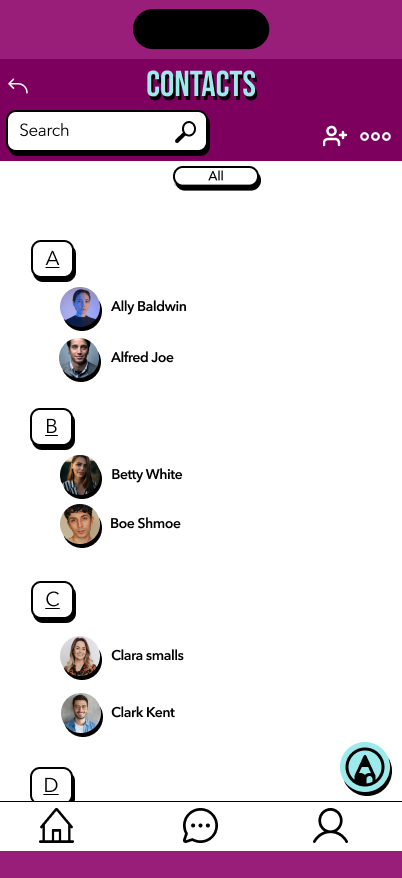 CONTACTS
Search
All
A
Ally Baldwin
Alfred Joe
B
Betty White
Boe Shmoe
C
Clara smalls
Clark Kent
D